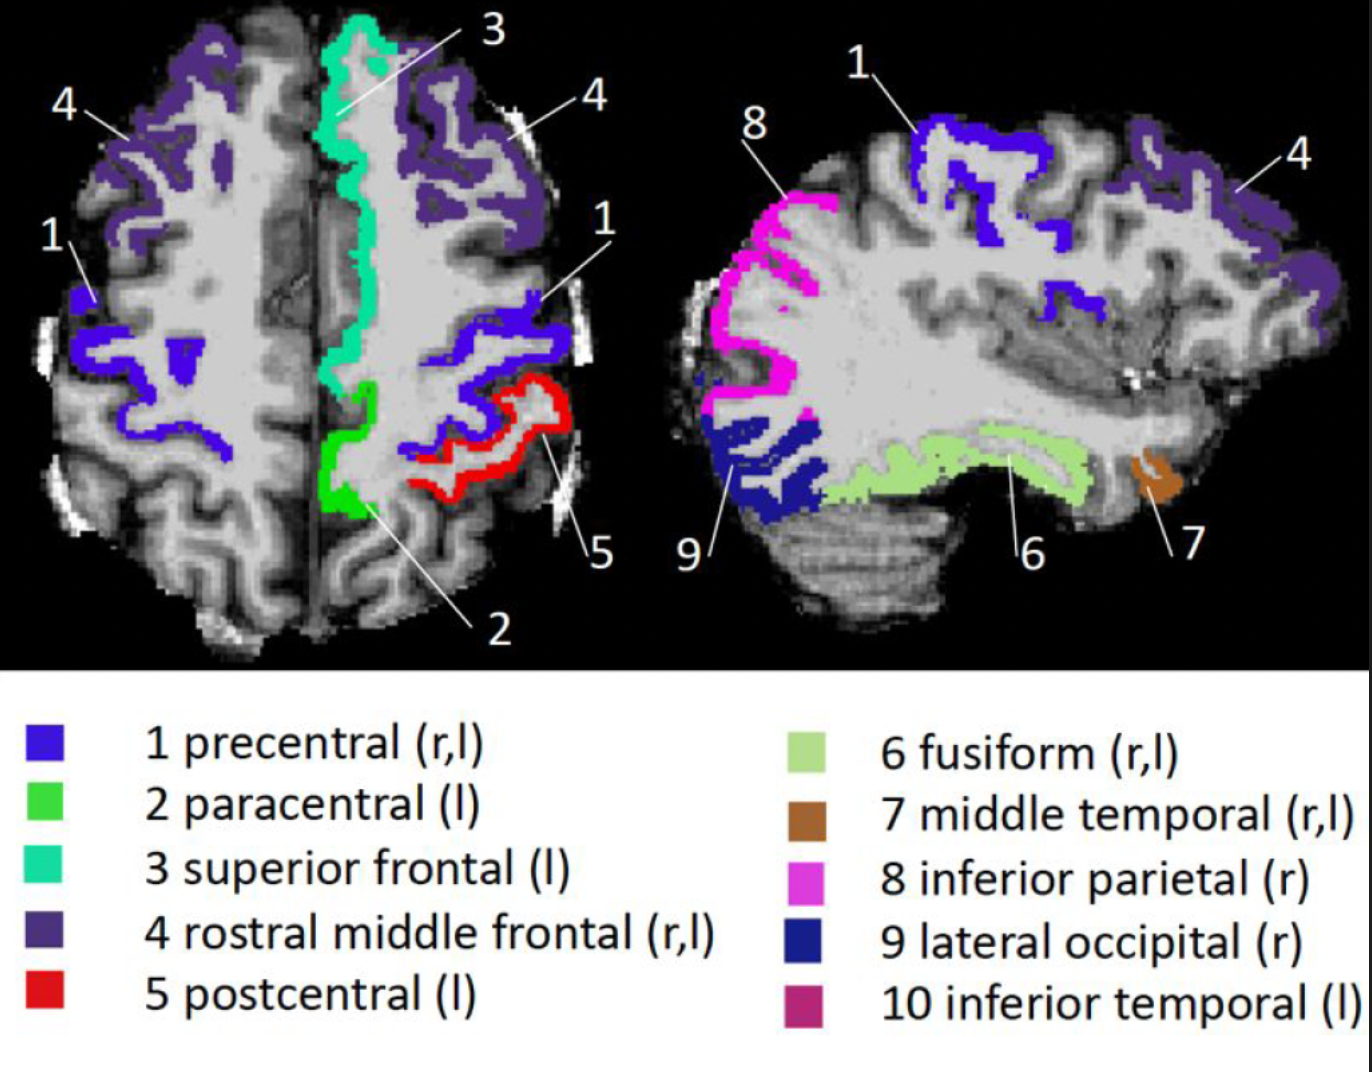 3
4
4
1
1
5
2
1
8
4
9
6
7
1 precentral (r,l)
2 paracentral (l)
3 superior frontal (l)
4 rostral middle frontal (r,l)
5 postcentral (l)
6 fusiform (r,l)
7 middle temporal (r,l)
8 inferior parietal (r)
9 lateral occipital (r)
10 inferior temporal (l)